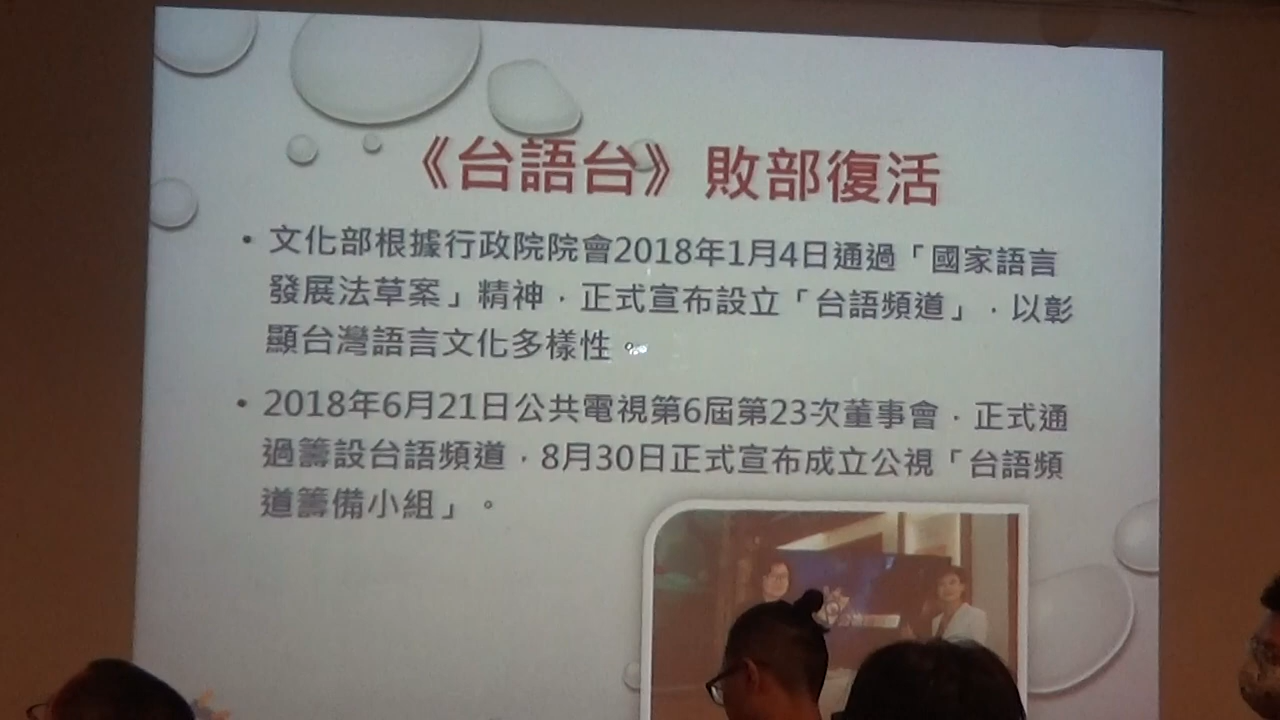 《台語台》敗部復活
• 文化部根據行政院院會2018年1月4日通過「國家語言
發展法草案」精神，正式宣布設立「台語頻道」，以彰
顯台灣語言文化多樣性。
• 2018年6月21日公共電視第6屆第23次董事會，正式通
過籌設台語頻道，8月30日正式宣布成立公視「台語頻
道籌備小組」。